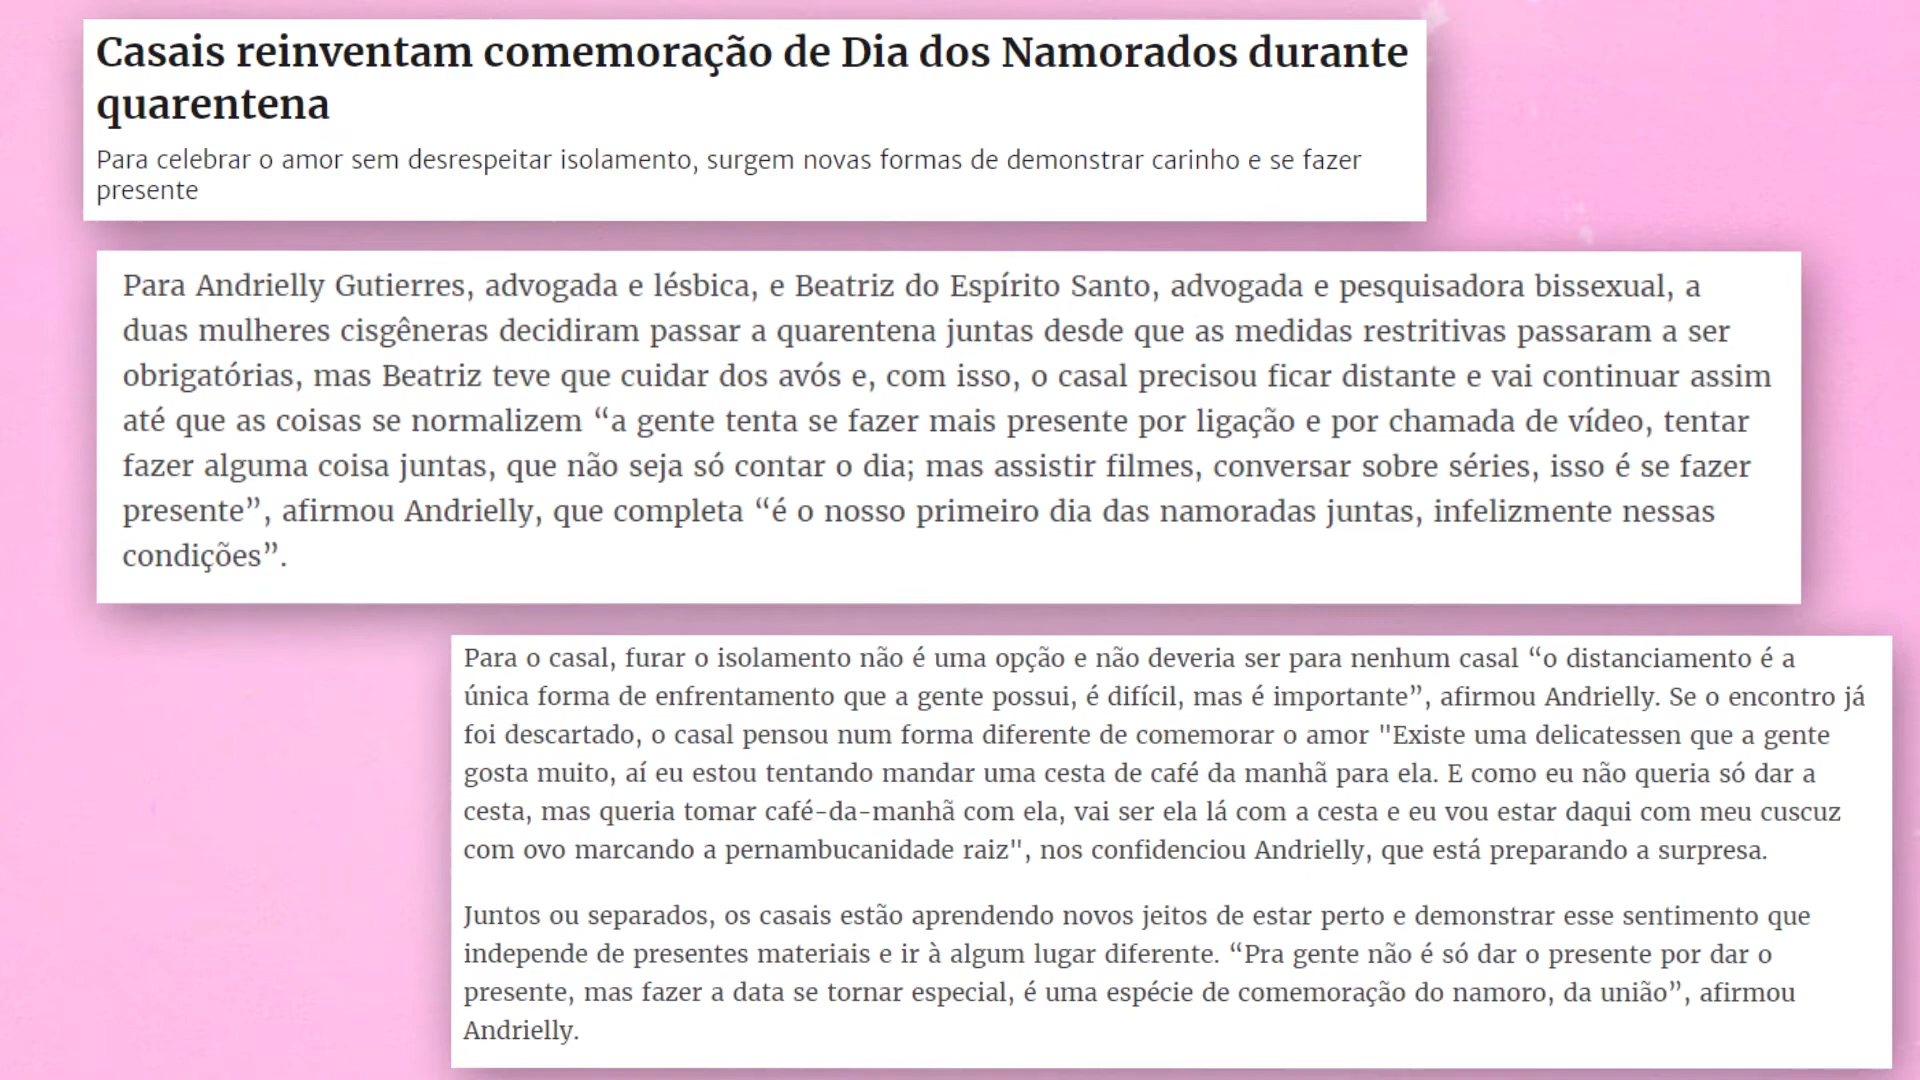 Casais reinventam comemoração de Dia dos Namorados durante
quarentena
Para celebrar o amor sem desrespeitar isolamento, surgem novas formas de demonstrar carinho e se fazer
presente
Para Andrielly Gutierres, advogada e lésbica, e Beatriz do Espírito Santo, advogada e pesquisadora bissexual, a
duas mulheres cisgêneras decidiram passar a quarentena juntas desde que as medidas restritivas passaram a ser
obrigatórias, mas Beatriz teve que cuidar dos avós e, com isso, o casal precisou ficar distante e vai continuar assim
até que as coisas se normalizem “a gente tenta se fazer mais presente por ligação e por chamada de vídeo, tentar
fazer alguma coisa juntas, que não seja só contar o dia; mas assistir filmes, conversar sobre séries, isso é se fazer
presente”, afirmou Andrielly, que completa “é o nosso primeiro dia das namoradas juntas, infelizmente nessas
condições”.
Para o casal, furar o isolamento não é uma opção e não deveria ser para nenhum casal “o distanciamento é a
única forma de enfrentamento que a gente possui, é difícil, mas é importante”, afirmou Andrielly. Se o encontro já
foi descartado, o casal pensou num forma diferente de comemorar o amor "Existe uma delicatessen que a gente
gosta muito, aí eu estou tentando mandar uma cesta de café da manhã para ela. E como eu não queria só dar a
cesta, mas queria tomar café-da-manhã com ela, vai ser ela lá com a cesta e eu vou estar daqui com meu cuscuz
com ovo marcando a pernambucanidade raiz", nos confidenciou Andrielly, que está preparando a surpresa.
Juntos ou separados, os casais estão aprendendo novos jeitos de estar perto e demonstrar esse sentimento que
independe de presentes materiais e ir à algum lugar diferente. “Pra gente não é só dar o presente por dar o
presente, mas fazer a data se tornar especial, é uma espécie de comemoração do namoro, da união”, afirmou
Andrielly.